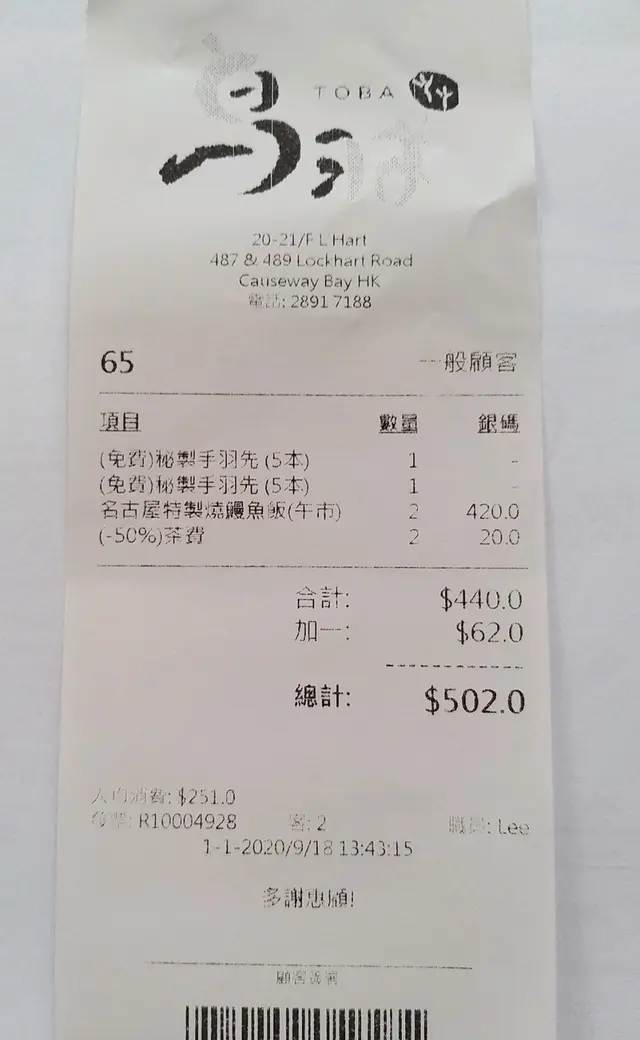 TOBA
20-21/F L'Hart
487 & 489 Lockhart Road
Causeway Bay HK
電話: 2891 7188
65 一般顧客
項目 數量 銀碼
(免費)秘製手羽先 (5本) 1 -
(免費)秘製手羽先 (5本) 1 -
名古屋特製燒鰻魚飯(午市) 2 420.0
(-50%)茶費 2 20.0
合計: $440.0
加一: $62.0
總計: $502.0
人均消費: $251.0
R10004928 客: 2 職員: Lee
1-1-2020/9/18 13:43:15
多謝惠顧!
顧客